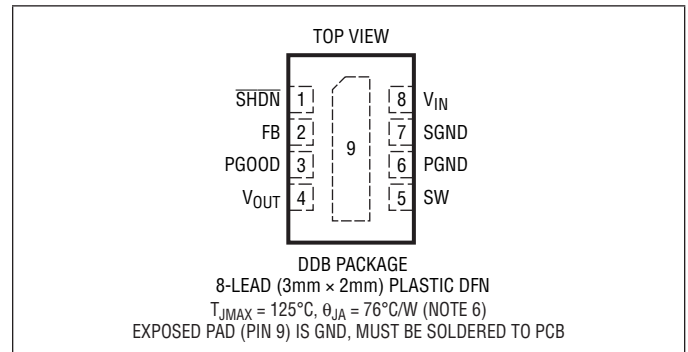 TOP VIEW
SHDN 1 8 VIN
FB 2 7 SGND
9
PGOOD 3 6 PGND
VOUT 4 5 SW
DDB PACKAGE
8-LEAD (3mm × 2mm) PLASTIC DFN
TJMAX = 125°C, θJA = 76°C/W (NOTE 6)
EXPOSED PAD (PIN 9) IS GND, MUST BE SOLDERED TO PCB